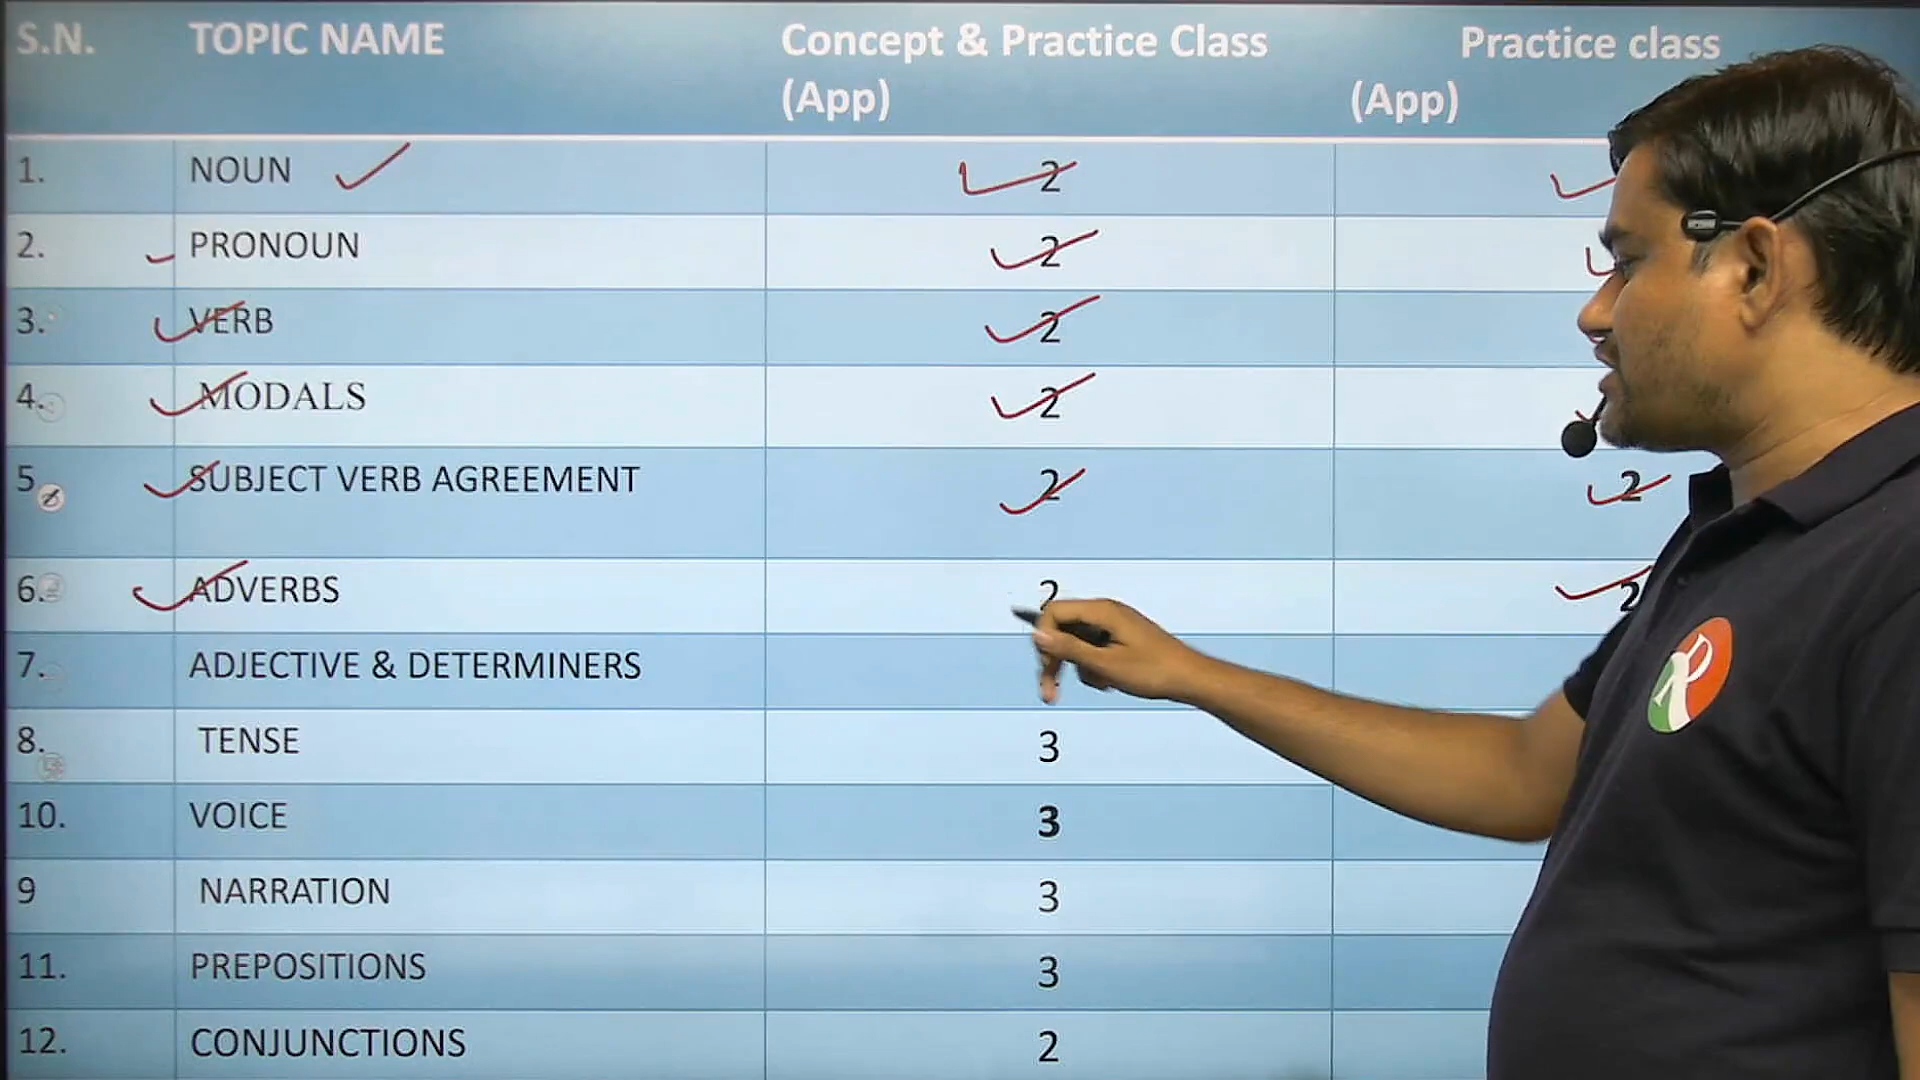 S.N. TOPIC NAME Concept & Practice Class (App) Practice class (App)
1. NOUN 2
2. PRONOUN 2
3. VERB 2
4. MODALS 2
5 SUBJECT VERB AGREEMENT 2 2
6. ADVERBS 2 2
7. ADJECTIVE & DETERMINERS
8. TENSE 3
10. VOICE 3
9 NARRATION 3
11. PREPOSITIONS 3
12. CONJUNCTIONS 2